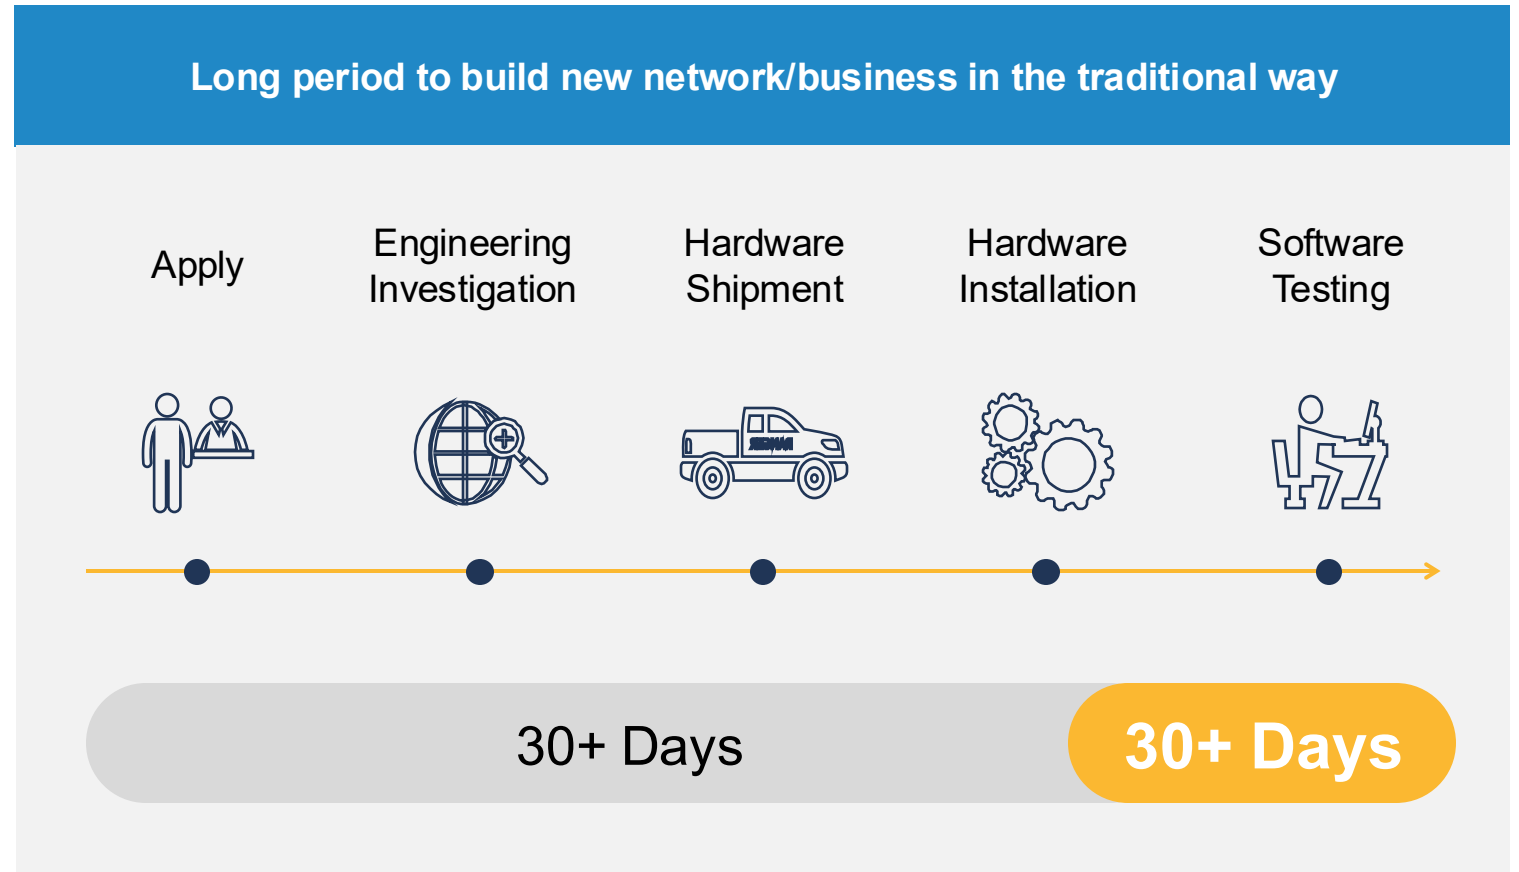 Long period to build new network/business in the traditional way
Apply
Engineering
Investigation
Hardware
Shipment
Hardware
Installation
Software
Testing
30+ Days
30+ Days